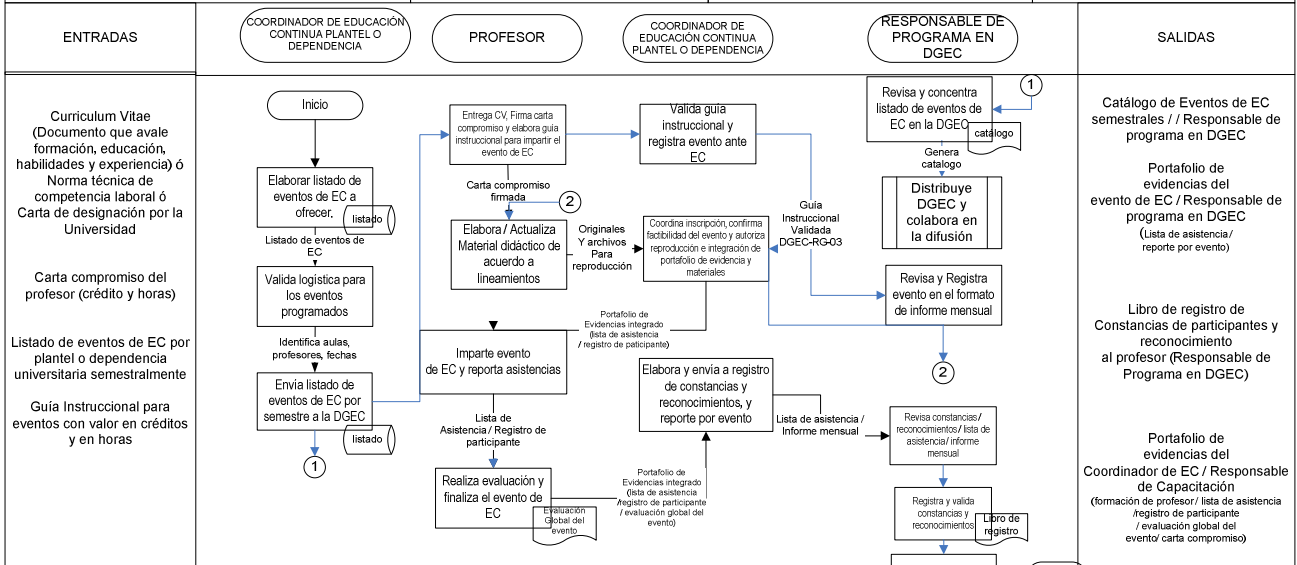 ENTRADAS
COORDINADOR DE EDUCACIÓN
CONTINUA PLANTEL O
DEPENDENCIA
PROFESOR
COORDINADOR DE
EDUCACIÓN CONTINUA
PLANTEL O DEPENDENCIA
RESPONSABLE DE
PROGRAMA EN
DGEC
SALIDAS
Curriculum Vitae
(Documento que avale
formación, educación,
habilidades y experiencia) ó
Norma técnica de
competencia laboral ó
Carta de designación por la
Universidad
Carta compromiso del
profesor (crédito y horas)
Listado de eventos de EC por
plantel o dependencia
universitaria semestralmente
Guía Instruccional para
eventos con valor en créditos
y en horas
Inicio
Elaborar listado de
eventos de EC a
ofrecer.
listado
Listado de eventos de
EC
Valida logística para
los eventos
programados
Identifica aulas,
profesores, fechas
Envía listado de
eventos de EC por
semestre a la DGEC
listado
1
Entrega CV, Firma carta
compromiso y elabora guía
instruccional para impartir el
evento de EC
Carta compromiso
firmada
2
Elabora / Actualiza
Material didáctico de
acuerdo a
lineamientos
Originales
Y archivos
Para
reproducción
Imparte evento
de EC y reporta asistencias
Lista de
Asistencia / Registro de
participante
Realiza evaluación y
finaliza el evento de
EC
Evaluación
Global del
evento
Valida guía
instruccional y
registra evento ante
EC
Coordina inscripción, confirma
factibilidad del evento y autoriza
reproducción e integración de
portafolio de evidencia y
materiales
Portafolio de
Evidencias integrado
(lista de asistencia
/ registro de paticipante)
Elabora y envía a registro
de constancias y
reconocimientos, y
reporte por evento
Portafolio de
Evidencias integrado
(lista de asistencia
/registro de participante
/ evaluación global del
evento)
Lista de asistencia /
Informe mensual
Guía
Instruccional
Validada
DGEC-RG-03
1
Revisa y concentra
listado de eventos de
EC en la DGEC
catálogo
Genera
catalogo
Distribuye
DGEC y
colabora en
la difusión
Revisa y Registra
evento en el formato
de informe mensual
2
Revisa constancias /
reconocimientos / lista de
asistencia/ informe
mensual
Registra y valida
constancias y
reconocimientos
Libro de
registro
Catálogo de Eventos de EC
semestrales / / Responsable de
programa en DGEC
Portafolio de
evidencias del
evento de EC / Responsable de
programa en DGEC
(Lista de asistencia /
reporte por evento)
Libro de registro de
Constancias de participantes y
reconocimiento
al profesor (Responsable de
Programa en DGEC)
Portafolio de
evidencias del
Coordinador de EC / Responsable
de Capacitación
(formación de profesor / lista de asistencia
/registro de participante
/ evaluación global del
evento/ carta compromiso)